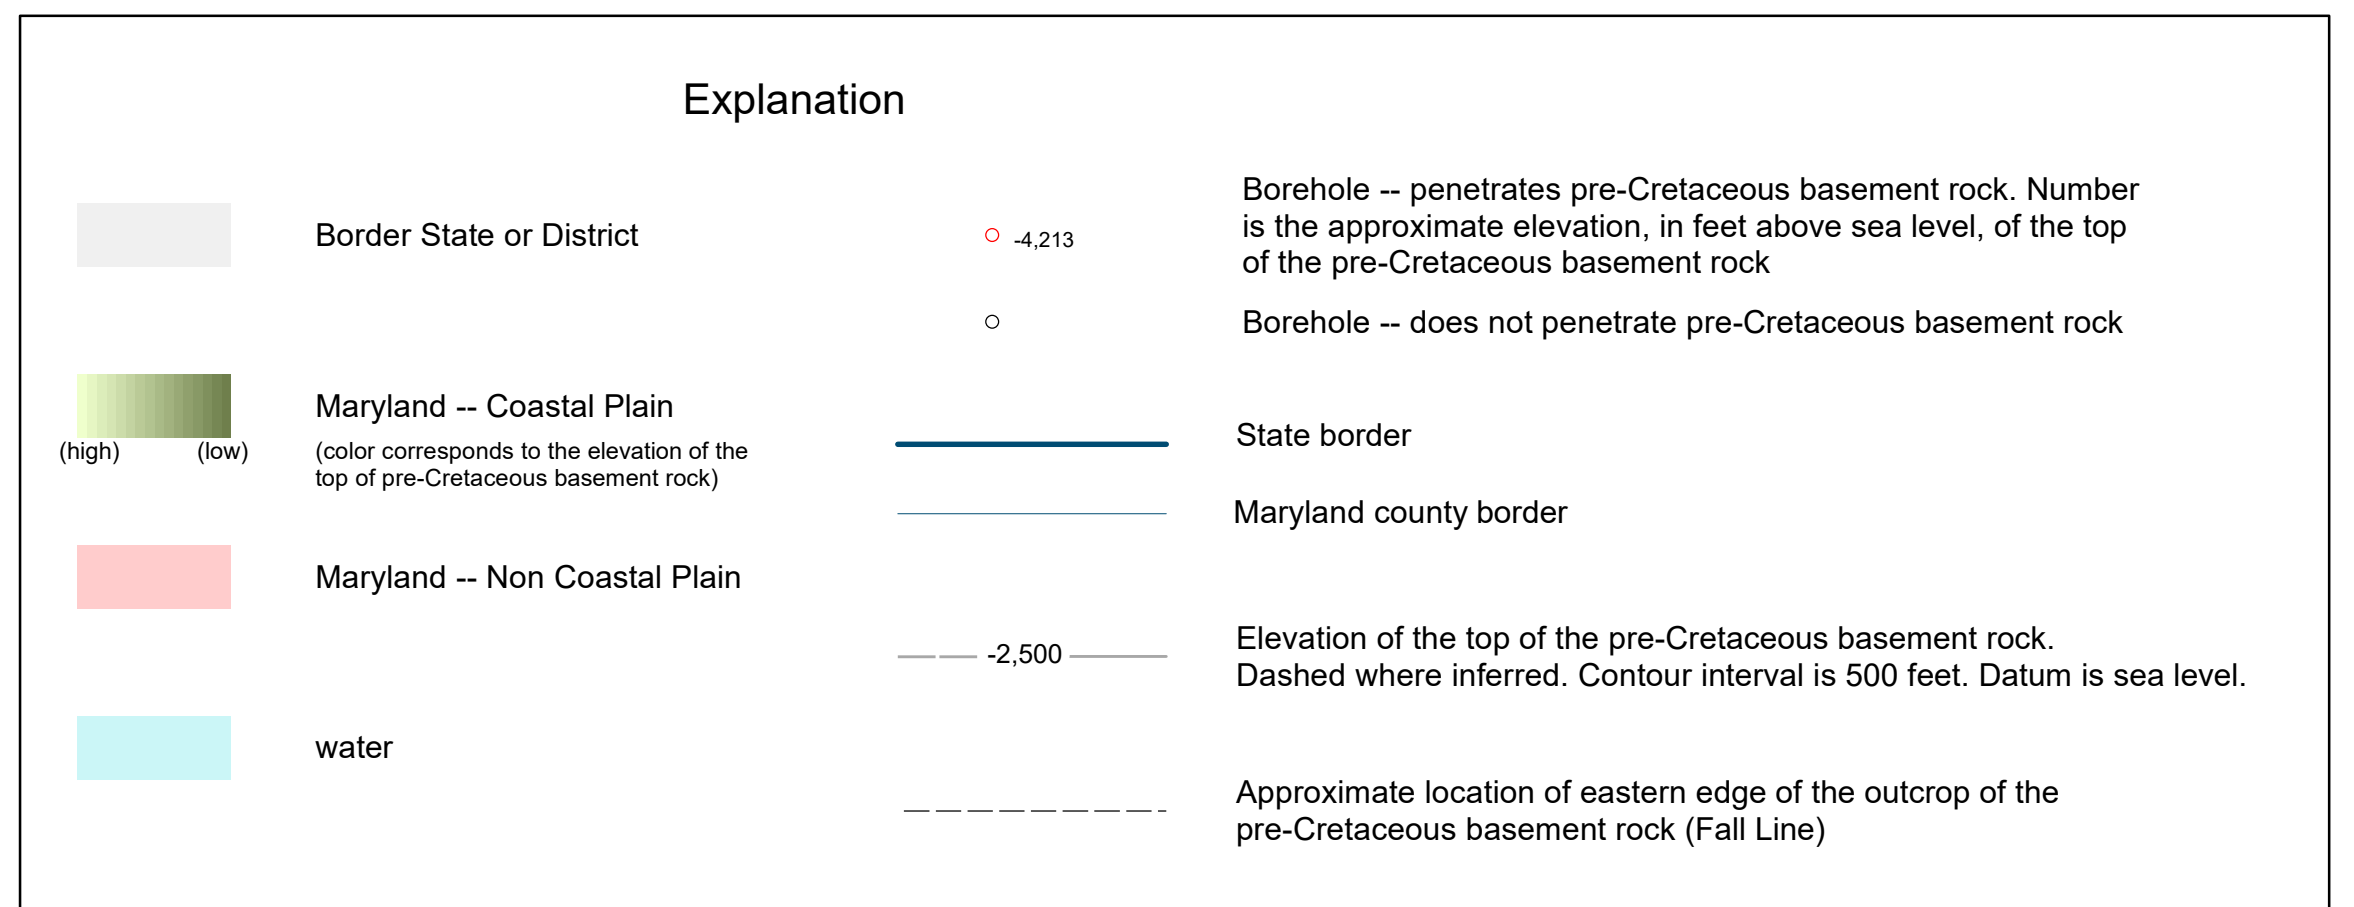 Explanation
Border State or District
Maryland -- Coastal Plain
(high)
(low)
(color corresponds to the elevation of the
top of pre-Cretaceous basement rock)
Maryland -- Non Coastal Plain
water
-4,213
Borehole -- penetrates pre-Cretaceous basement rock. Number
is the approximate elevation, in feet above sea level, of the top
of the pre-Cretaceous basement rock
Borehole -- does not penetrate pre-Cretaceous basement rock
State border
Maryland county border
-2,500
Elevation of the top of the pre-Cretaceous basement rock.
Dashed where inferred. Contour interval is 500 feet. Datum is sea level.
Approximate location of eastern edge of the outcrop of the
pre-Cretaceous basement rock (Fall Line)